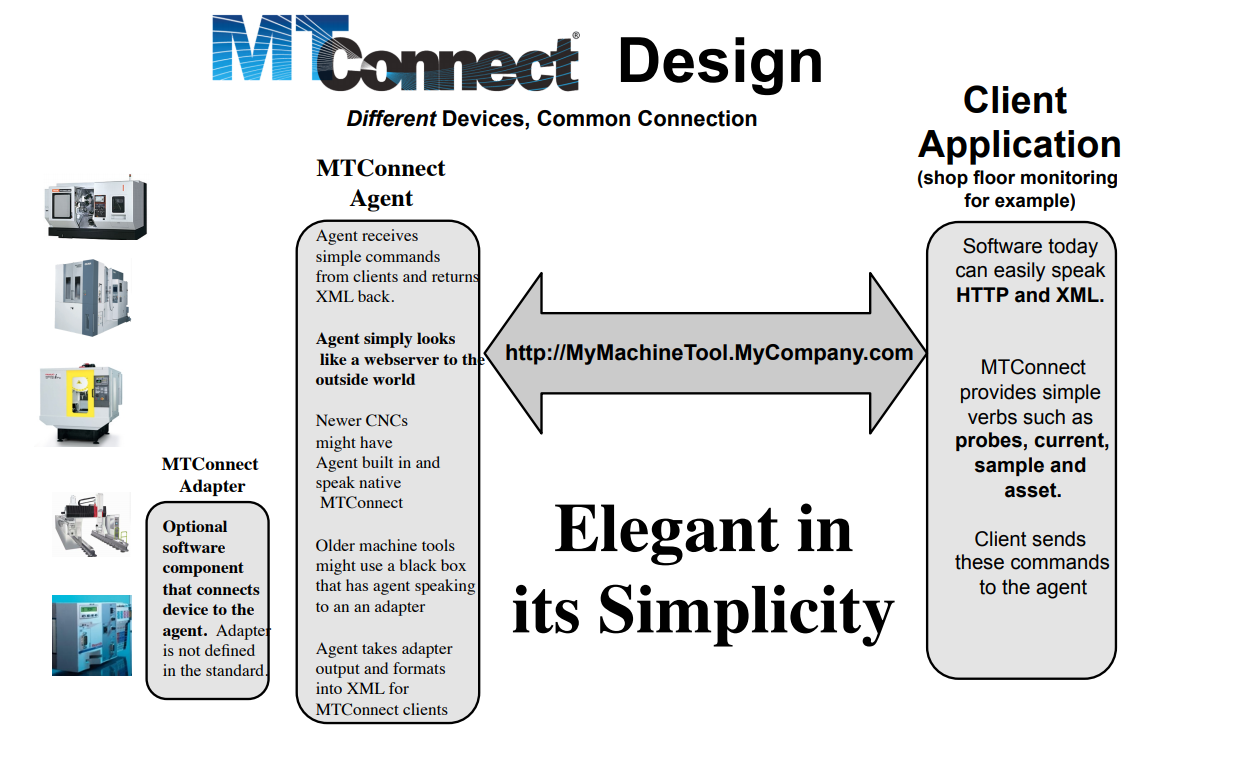 MTConnect® Design
Different Devices, Common Connection
Client
Application
(shop floor monitoring
for example)
MTConnect
Agent
Agent receives
simple commands
from clients and returns
XML back.
Agent simply looks
like a webserver to the
outside world
Newer CNCs
might have
Agent built in and
speak native
MTConnect
Older machine tools
might use a black box
that has agent speaking
to an an adapter
Agent takes adapter
output and formats
into XML for
MTConnect clients
MTConnect
Adapter
Optional
software
component
that connects
device to the
agent. Adapter
is not defined
in the standard.
http://MyMachineTool.MyCompany.com
Elegant in
its Simplicity
Software today
can easily speak
HTTP and XML.
MTConnect
provides simple
verbs such as
probes, current,
sample and
asset.
Client sends
these commands
to the agent